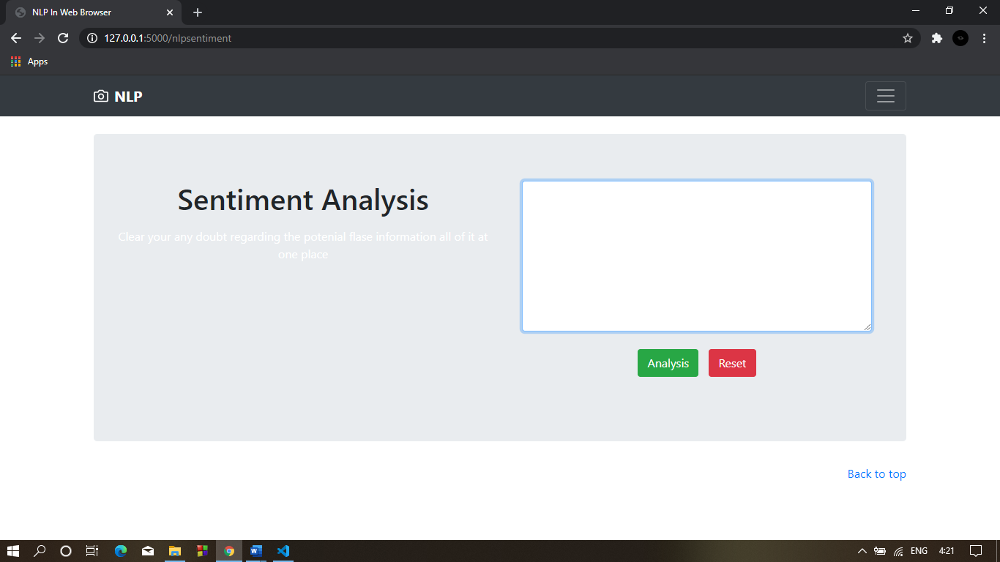 NLP In Web Browser
127.0.0.1:5000/nlpsentiment
Apps
NLP
Sentiment Analysis
Clear your any doubt regarding the potenial flase information all of it at
one place
Analysis Reset
Back to top
ENG 4:21